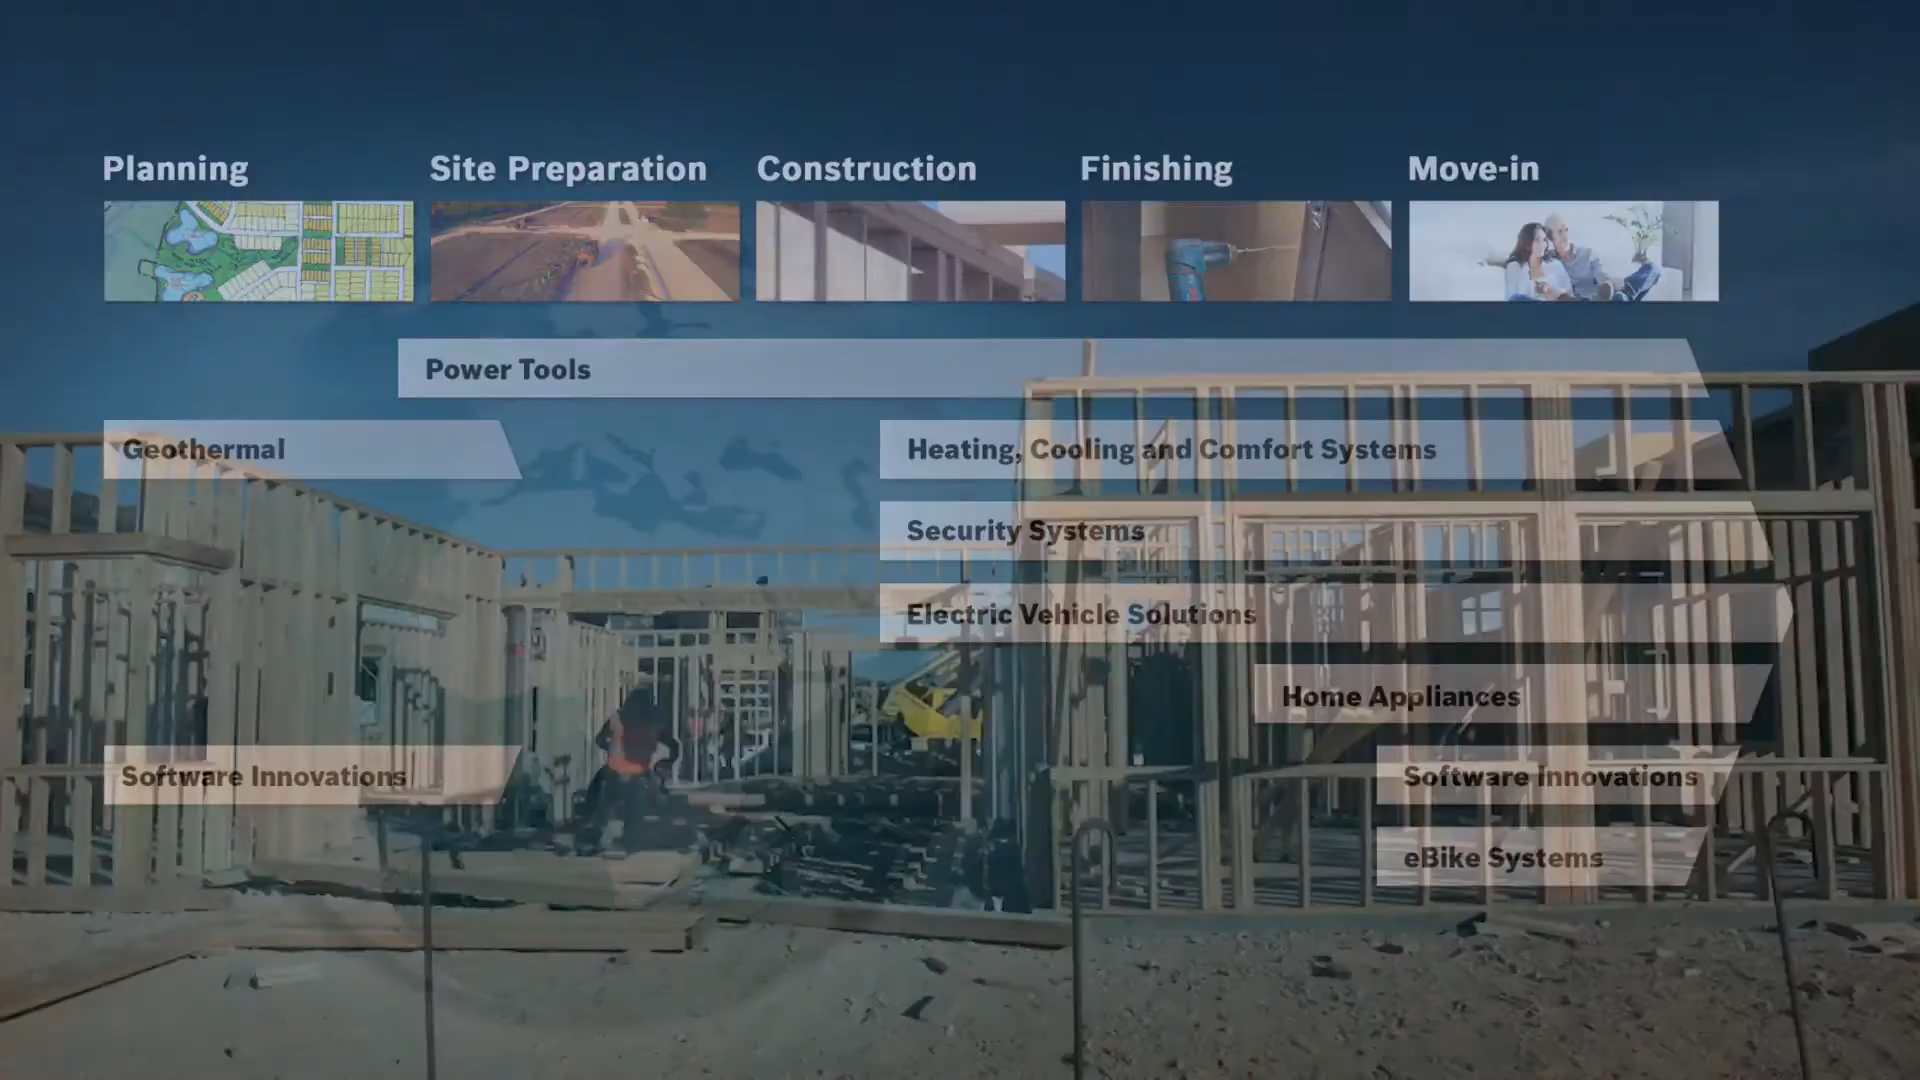 Planning
Site Preparation
Construction
Finishing
Move-in
Power Tools
Geothermal
Heating, Cooling and Comfort Systems
Security Systems
Electric Vehicle Solutions
Home Appliances
Software Innovations
Software Innovations
eBike Systems